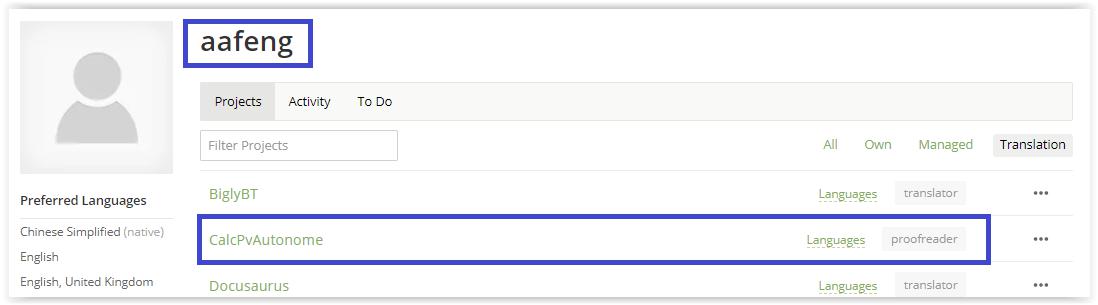 aafeng
Projects Activity To Do
Filter Projects
All Own Managed Translation
Preferred Languages
Chinese Simplified (native)
English
English, United Kingdom
BiglyBT Languages translator •••
CalcPvAutonome Languages proofreader •••
Docusaurus Languages translator •••